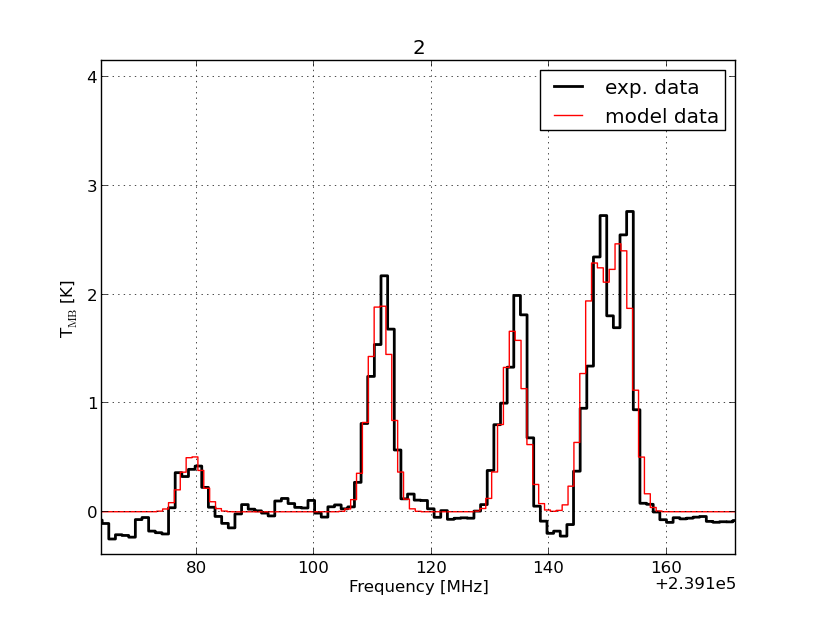 2
exp. data
model data
4
3
2
1
0
T_MB [K]
80 100 120 140 160
+2.391e5
Frequency [MHz]